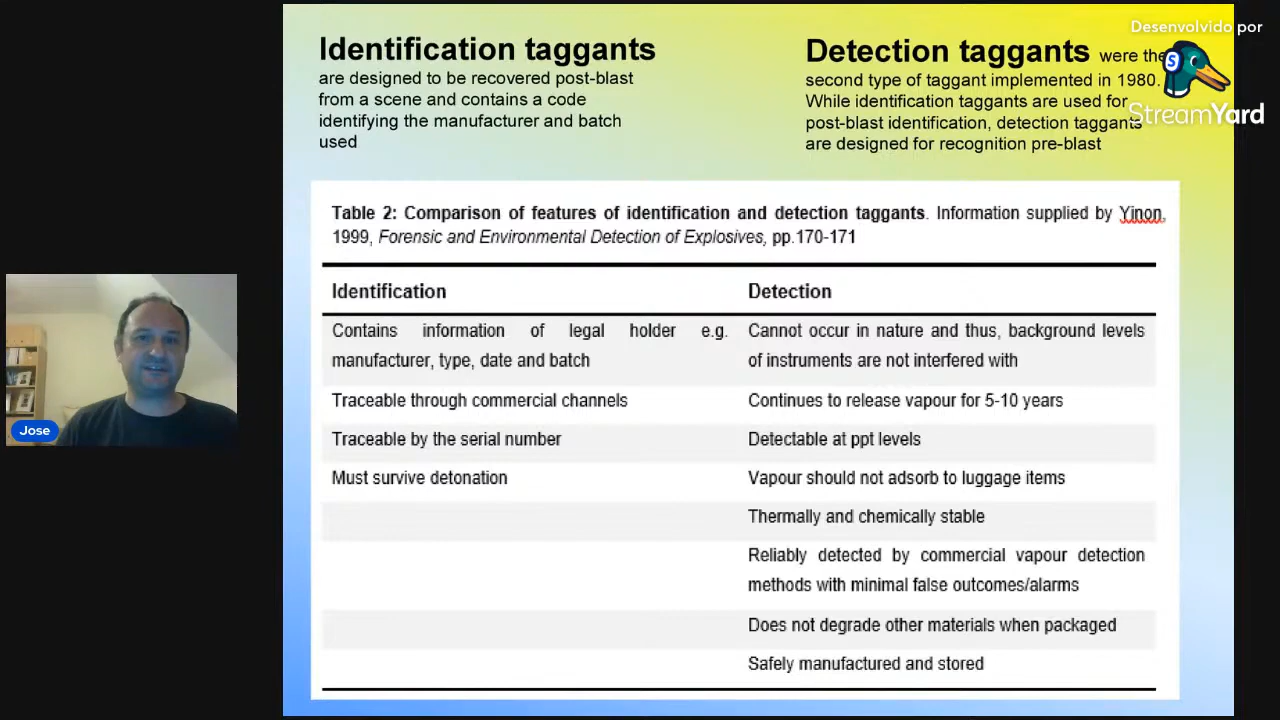 Identification taggants
are designed to be recovered post-blast
from a scene and contains a code
identifying the manufacturer and batch
used
Detection taggants were the
second type of taggant implemented in 1980.
While identification taggants are used for
post-blast identification, detection taggants
are designed for recognition pre-blast
Desenvolvido por
S
StreamYard
Table 2: Comparison of features of identification and detection taggants. Information supplied by Yinon,
1999, Forensic and Environmental Detection of Explosives, pp.170-171
Identification Detection
Contains information of legal holder e.g.
manufacturer, type, date and batch
Cannot occur in nature and thus, background levels
of instruments are not interfered with
Traceable through commercial channels
Continues to release vapour for 5-10 years
Traceable by the serial number
Detectable at ppt levels
Must survive detonation
Vapour should not adsorb to luggage items
Thermally and chemically stable
Reliably detected by commercial vapour detection
methods with minimal false outcomes/alarms
Does not degrade other materials when packaged
Safely manufactured and stored
Jose